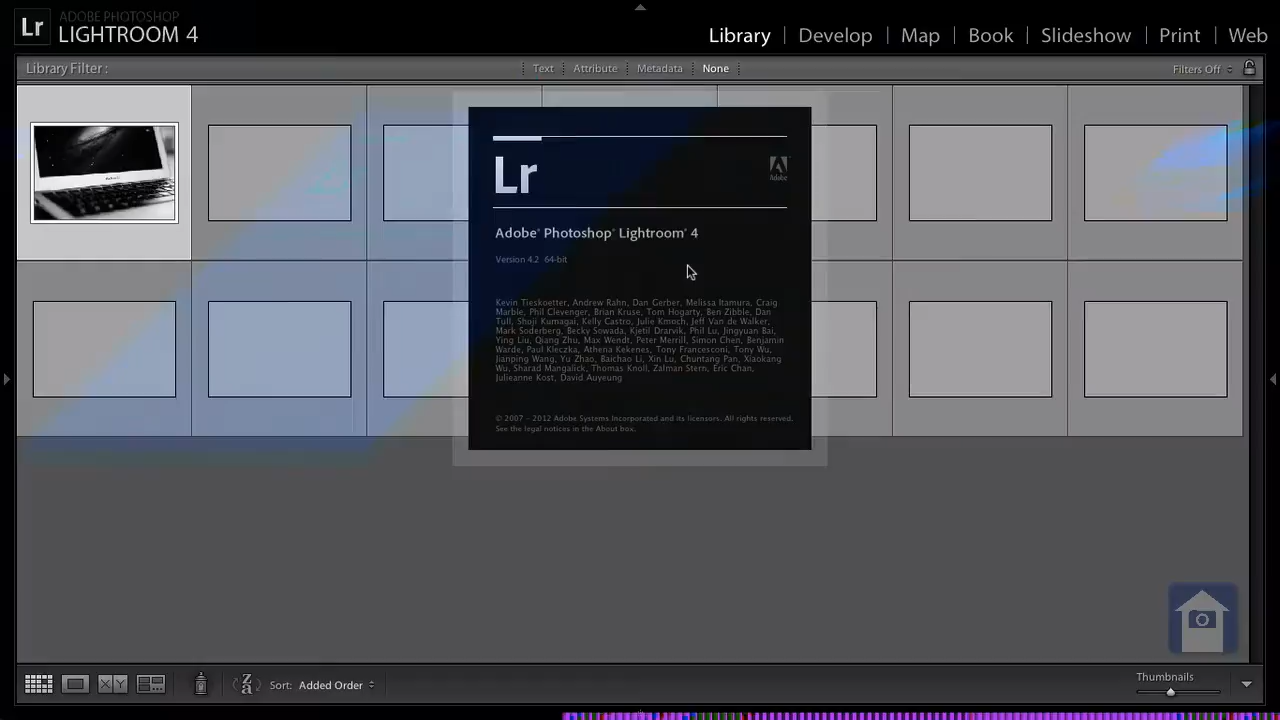 Lr
ADOBE PHOTOSHOP
LIGHTROOM 4
Library | Develop | Map | Book | Slideshow | Print | Web
Library Filter :
Text
Attribute
Metadata
None
Filters Off
Lr
Adobe
Adobe® Photoshop® Lightroom® 4
Version 4.2 64-bit
Kevin Tieskoetter, Andrew Rahn, Dan Gerber, Melissa Itamura, Craig
Marble, Phil Clevenger, Brian Kruse, Tom Hogarty, Ben Zibble, Dan
Tull, Shoji Kumagai, Kelly Castro, Julie Kmoch, Jeff Van de Walker,
Mark Soderberg, Becky Sowada, Kjetil Drarvik, Phil Lu, Jingyuan Bai,
Ying Liu, Qiang Zhu, Max Wendt, Peter Merrill, Simon Chen, Benjamin
Warde, Paul Kleczka, Athena Kekenes, Tony Francesconi, Tony Wu,
Jianping Wang, Yu Zhao, Baichao Li, Xin Lu, Chuntang Pan, Xiaokang
Wu, Sharad Mangalick, Thomas Knoll, Zalman Stern, Eric Chan,
Julieanne Kost, David Auyeung
© 2007 – 2012 Adobe Systems Incorporated and its licensors. All rights reserved.
See the legal notices in the About box.
X Y
Z a
Sort: Added Order
Thumbnails